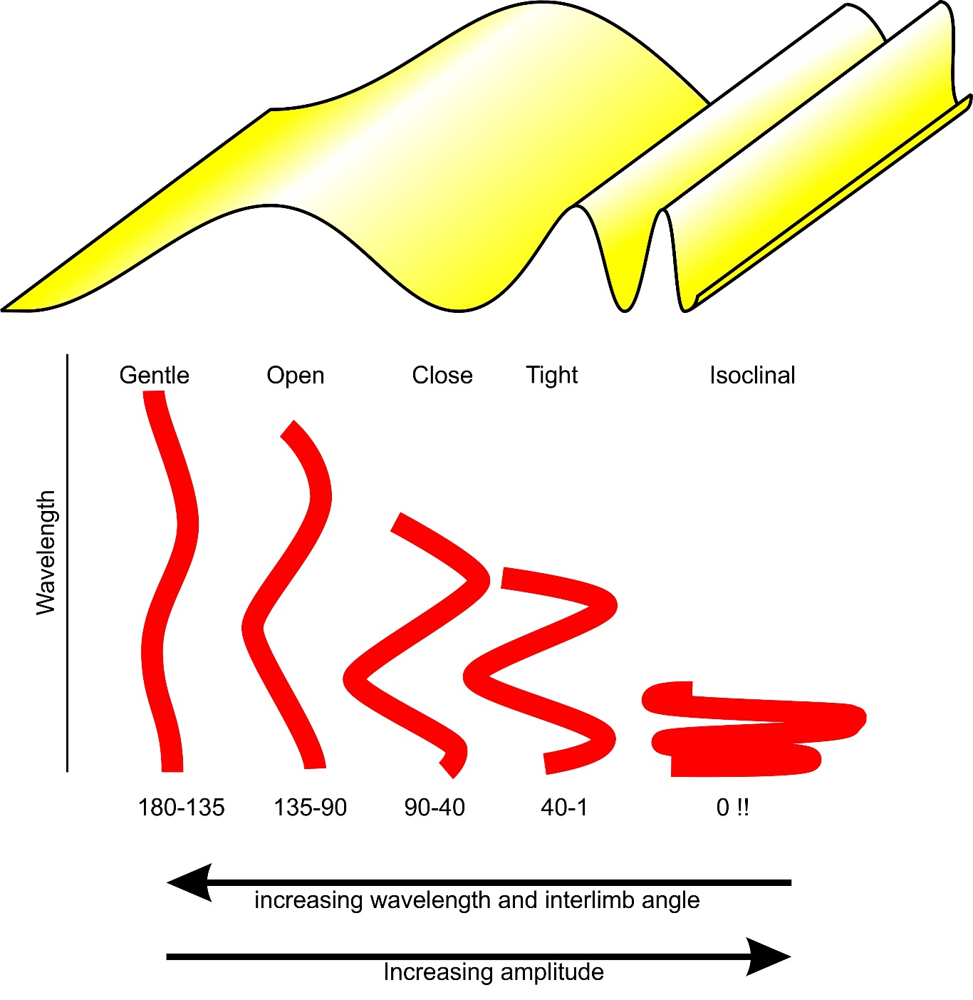 Gentle Open Close Tight Isoclinal
Wavelength
180-135 135-90 90-40 40-1 0 !!
increasing wavelength and interlimb angle
Increasing amplitude